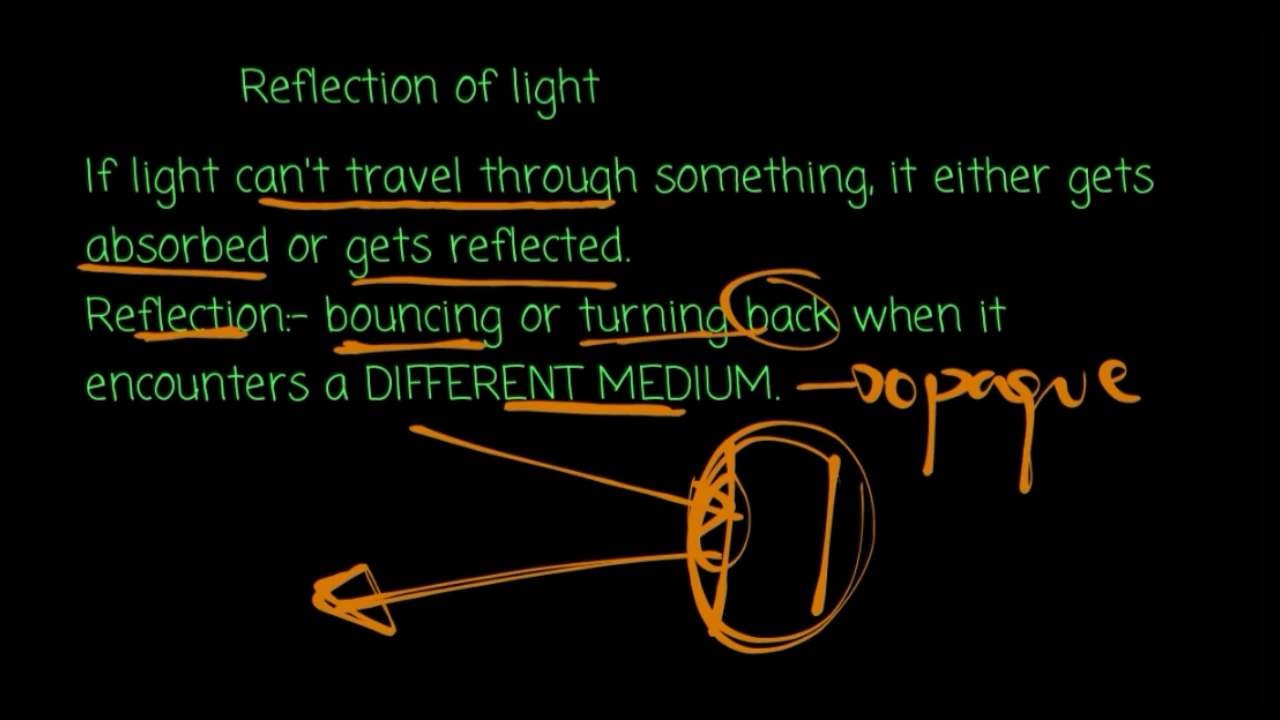 Reflection of light
If light can't travel through something, it either gets
absorbed or gets reflected.
Reflection:- bouncing or turning back when it
encounters a DIFFERENT MEDIUM. opaque